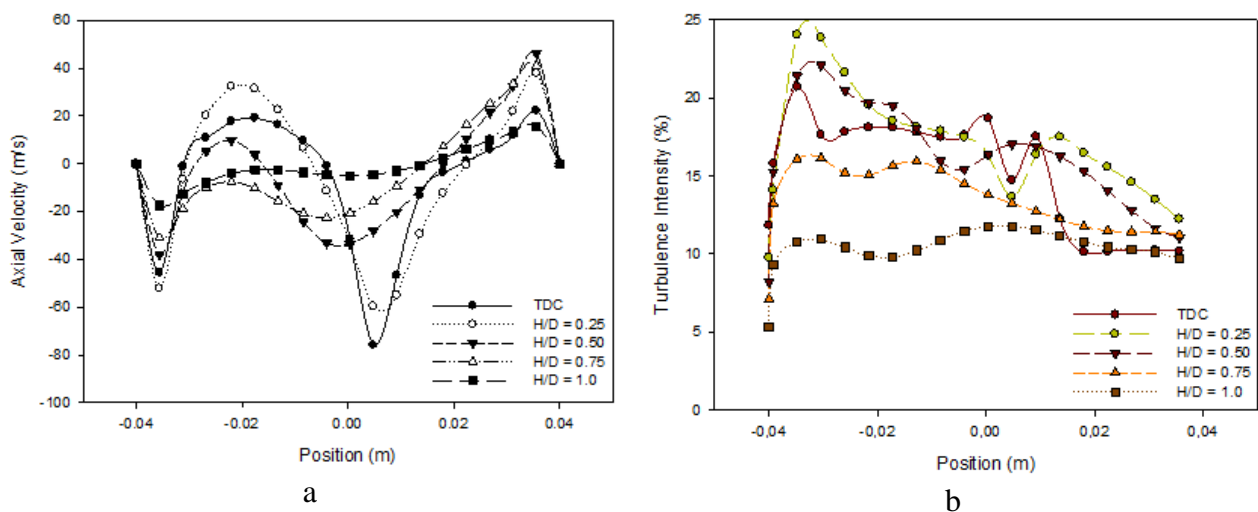 60
40
20
0
-20
-40
-60
-80
-100
Axial Velocity (m/s)
-0.04
-0.02
0.00
0.02
0.04
Position (m)
TDC
H/D = 0.25
H/D = 0.50
H/D = 0.75
H/D = 1.0
a
25
20
15
10
5
0
Turbulence Intensity (%)
-0,04
-0,02
0,00
0,02
0,04
Position (m)
TDC
H/D = 0.25
H/D = 0.50
H/D = 0.75
H/D = 1.0
b